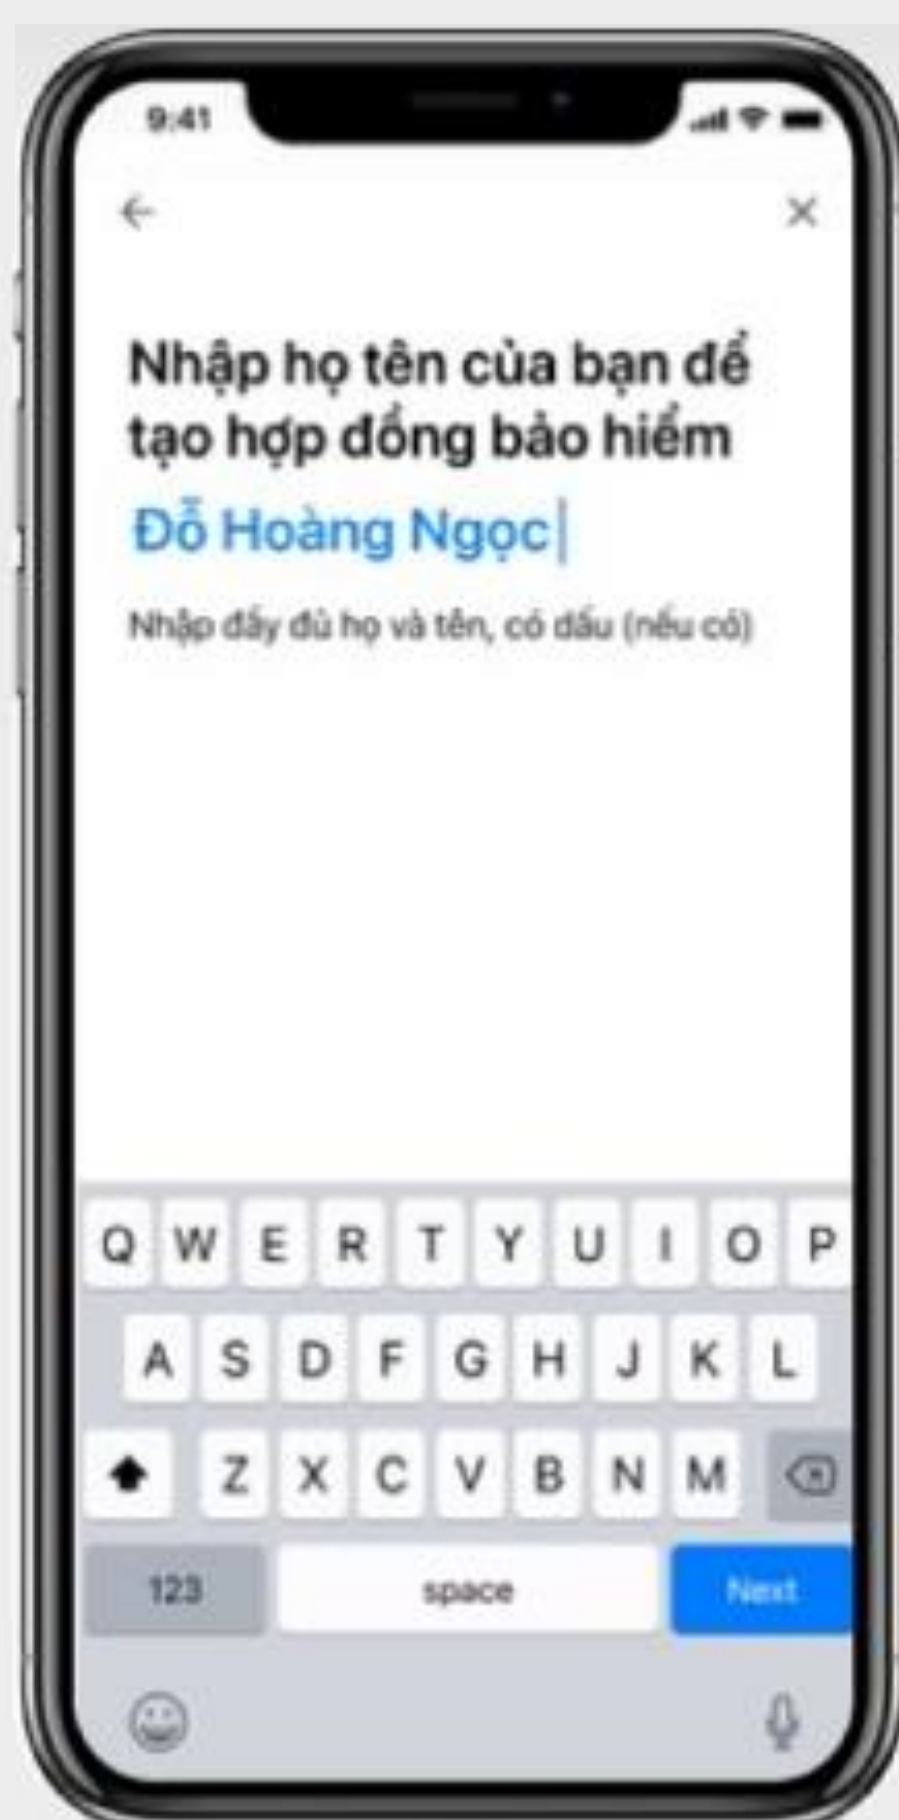 9:41
Nhập họ tên của bạn để
tạo hợp đồng bảo hiểm
Đỗ Hoàng Ngọc
Nhập đầy đủ họ và tên, có dấu (nếu có)
Q W E R T Y U I O P
A S D F G H J K L
Z X C V B N M
123 space Next